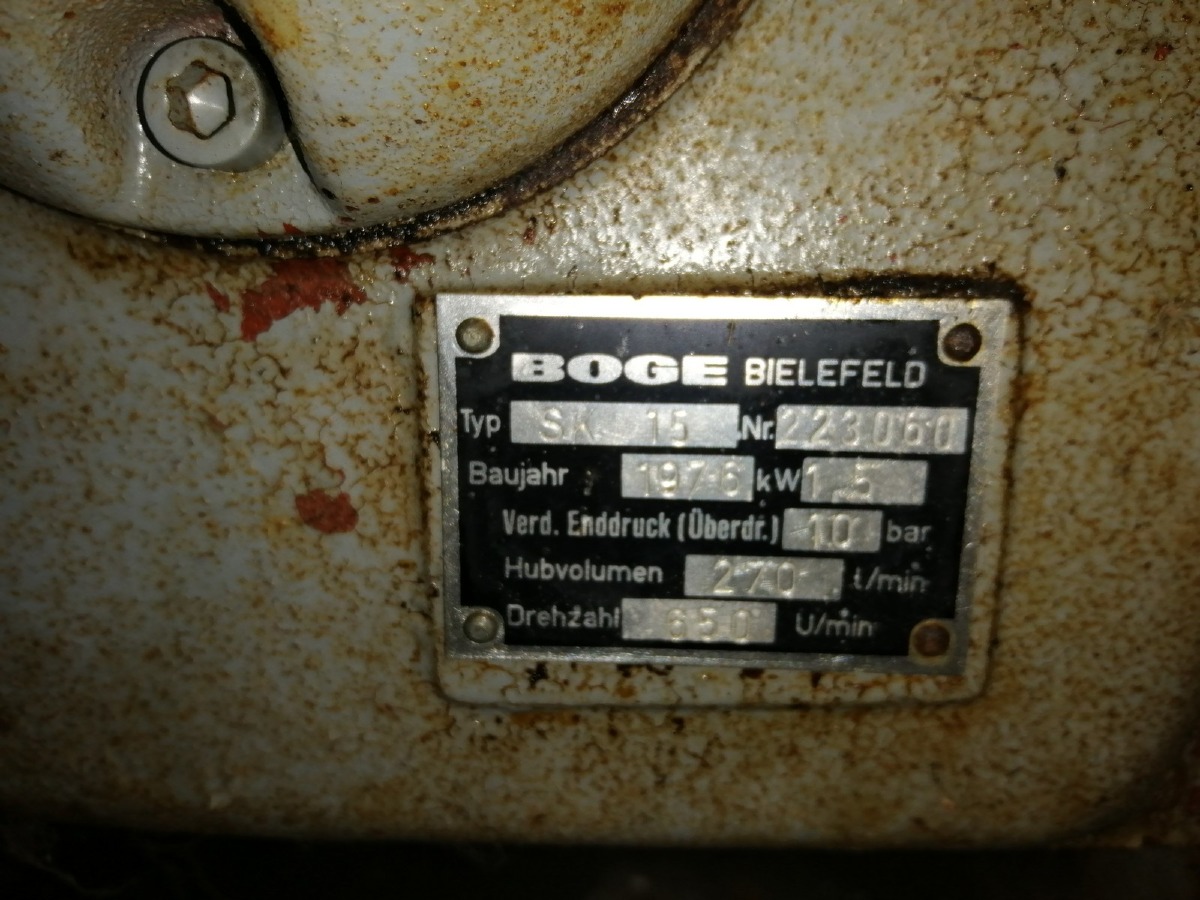 BOGE BIELEFELD
Typ SK 15 Nr. 223060
Baujahr 1976 kW 1,5
Verd. Enddruck (Überdr.) 10 bar
Hubvolumen 270 l/min
Drehzahl 650 U/min